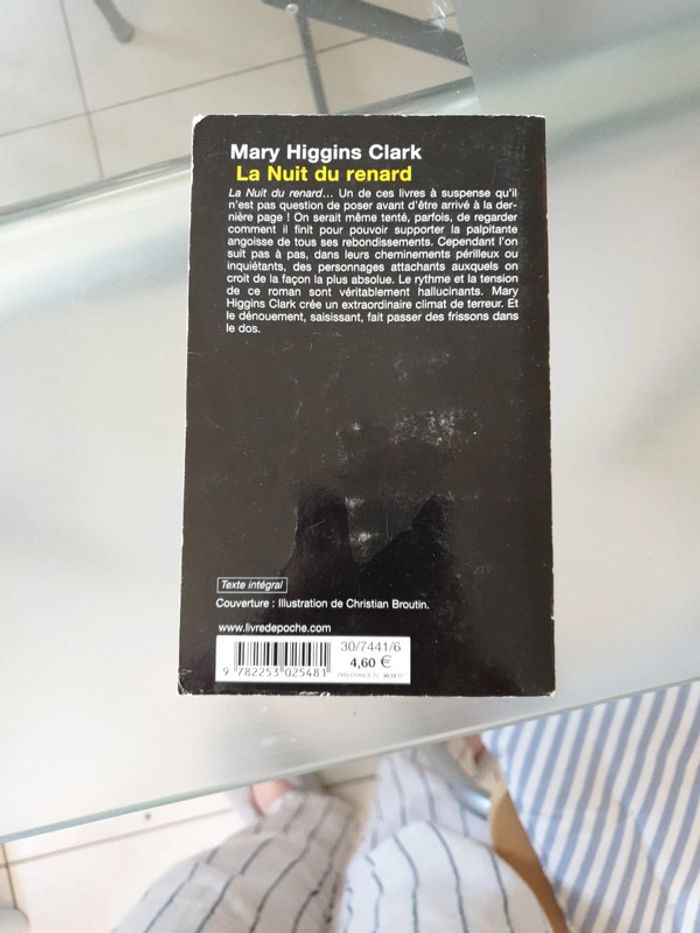 Mary Higgins Clark
La Nuit du renard
La Nuit du renard... Un de ces livres à suspense qu'il
n'est pas question de poser avant d'être arrivé à la der-
nière page ! On serait même tenté, parfois, de regarder
comment il finit pour pouvoir supporter la palpitante
angoisse de tous ses rebondissements. Cependant l'on
suit pas à pas, dans leurs cheminements périlleux ou
inquiétants, des personnages attachants auxquels on
croit de la façon la plus absolue. Le rythme et la tension
de ce roman sont véritablement hallucinants. Mary
Higgins Clark crée un extraordinaire climat de terreur. Et
le dénouement, saisissant, fait passer des frissons dans
le dos.
Texte intégral
Couverture : Illustration de Christian Broutin.
www.livredepoche.com
30/7441/6
4,60 €
9 782253 025481